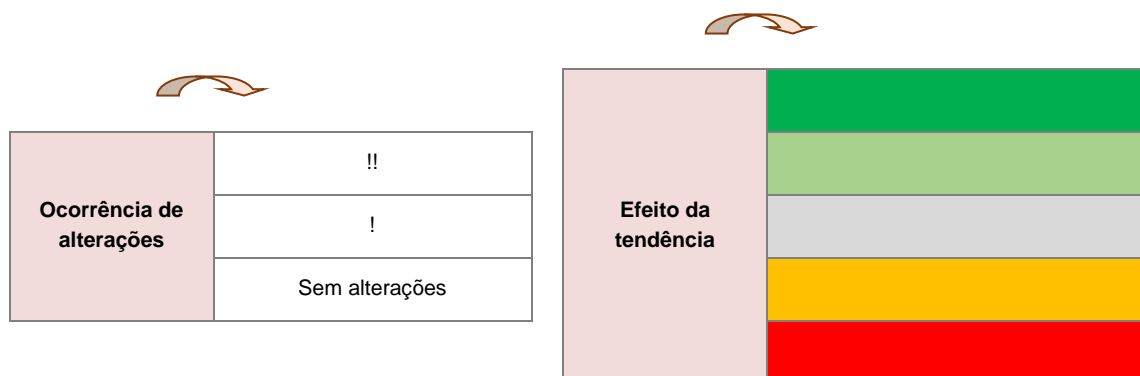 Ocorrência de
alterações
!!
!
Sem alterações
Efeito da
tendência